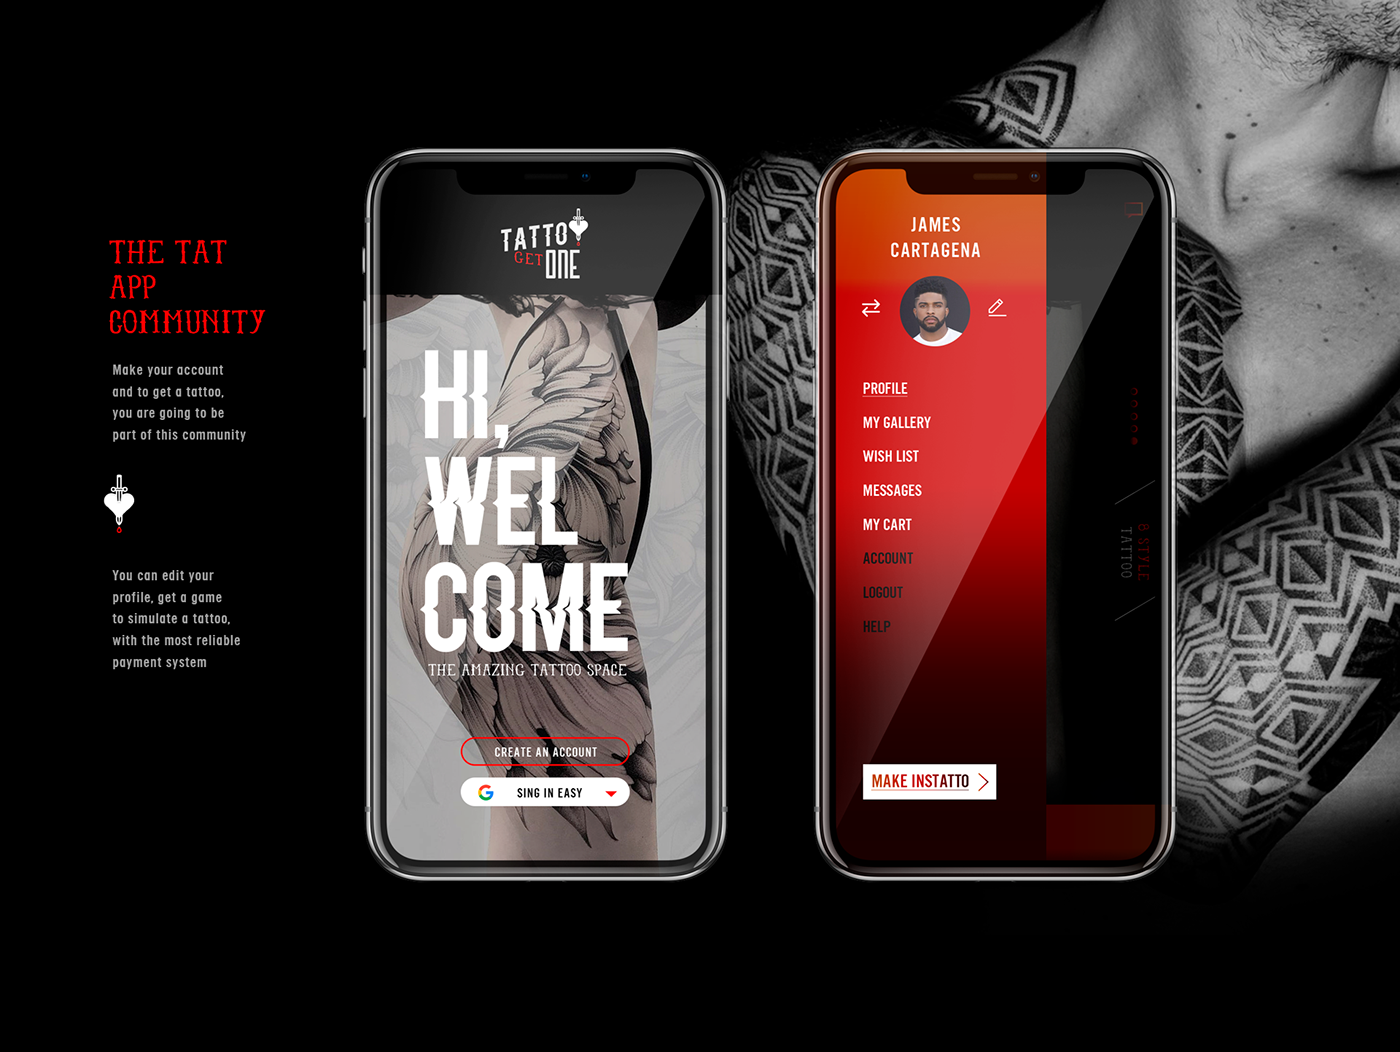 THE TAT
APP
COMMUNITY
Make your account
and to get a tattoo,
you are going to be
part of this community
You can edit your
profile, get a game
to simulate a tattoo,
with the most reliable
payment system
TATTO
GET ONE
HI,
WEL
COME
THE AMAZING TATTOO SPACE
CREATE AN ACCOUNT
G SING IN EASY
JAMES
CARTAGENA
PROFILE
MY GALLERY
WISH LIST
MESSAGES
MY CART
ACCOUNT
LOGOUT
HELP
MAKE INSTATTO
STYLE
TATTOO